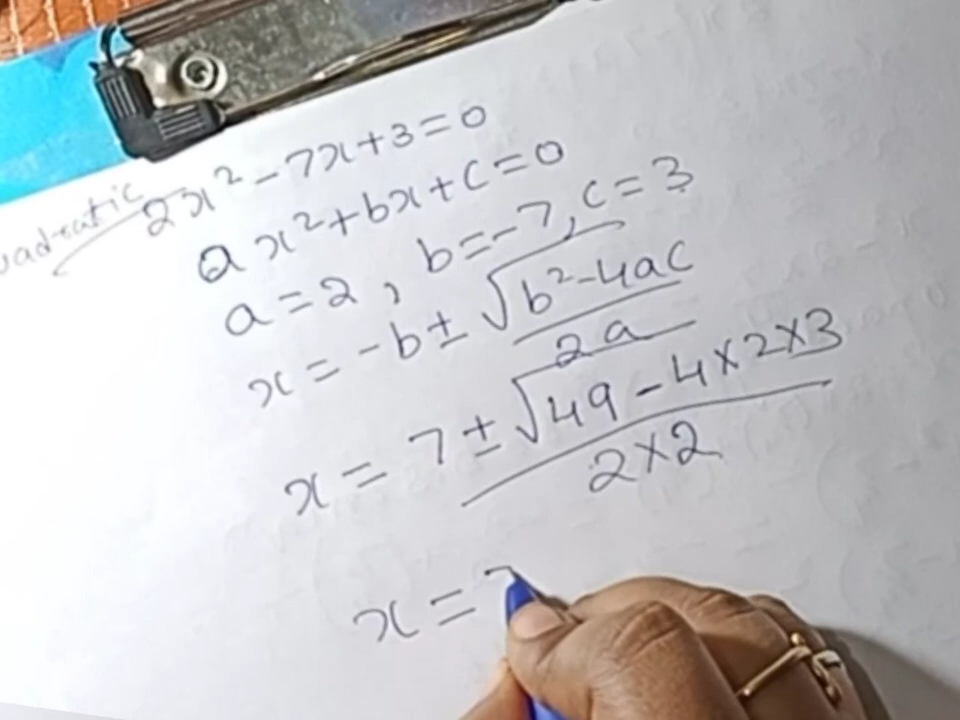 2x² - 7x + 3 = 0
ax² + bx + c = 0
a = 2, b = -7, c = 3
x = -b ± √b² - 4ac / 2a
x = 7 ± √49 - 4×2×3 / 2×2
x = 7